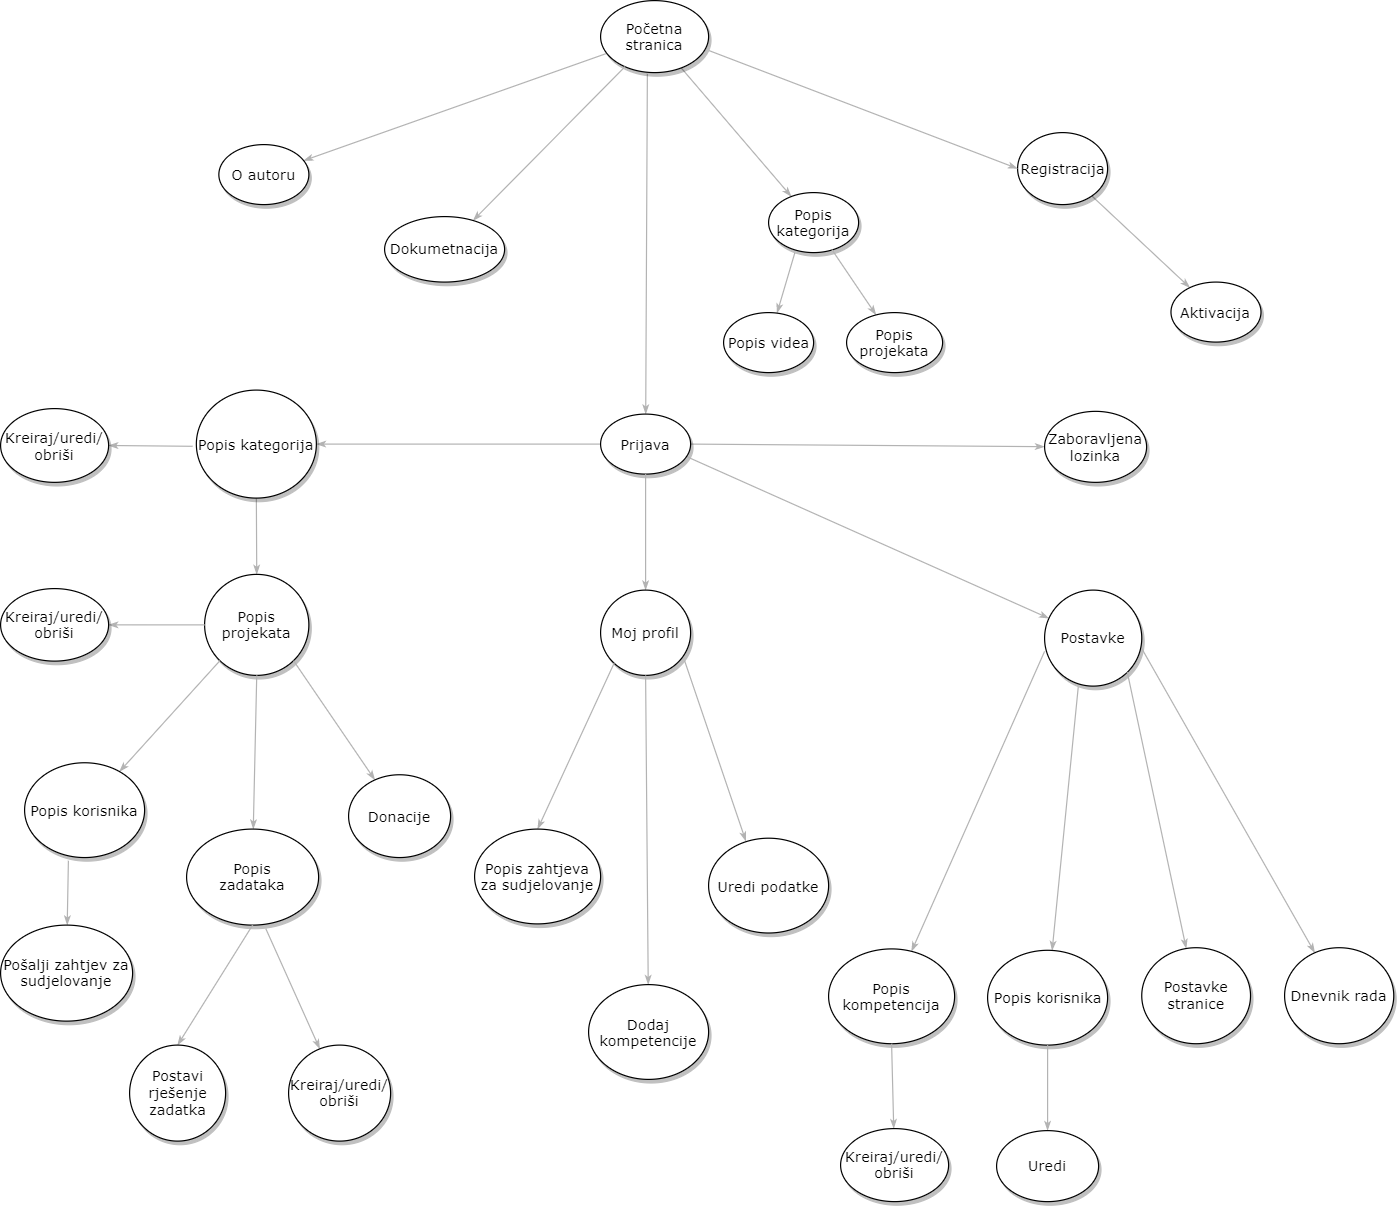 Početna
stranica
O autoru
Dokumetnacija
Popis
kategorija
Registracija
Popis videa
Popis
projekata
Aktivacija
Kreiraj/uredi/
obriši
Popis kategorija
Prijava
Zaboravljena
lozinka
Kreiraj/uredi/
obriši
Popis
projekata
Moj profil
Postavke
Popis korisnika
Popis
zadataka
Donacije
Popis zahtjeva
za sudjelovanje
Uredi podatke
Pošalji zahtjev za
sudjelovanje
Dodaj
kompetencije
Popis
kompetencija
Popis korisnika
Postavke
stranice
Dnevnik rada
Postavi
rješenje
zadatka
Kreiraj/uredi/
obriši
Kreiraj/uredi/
obriši
Uredi